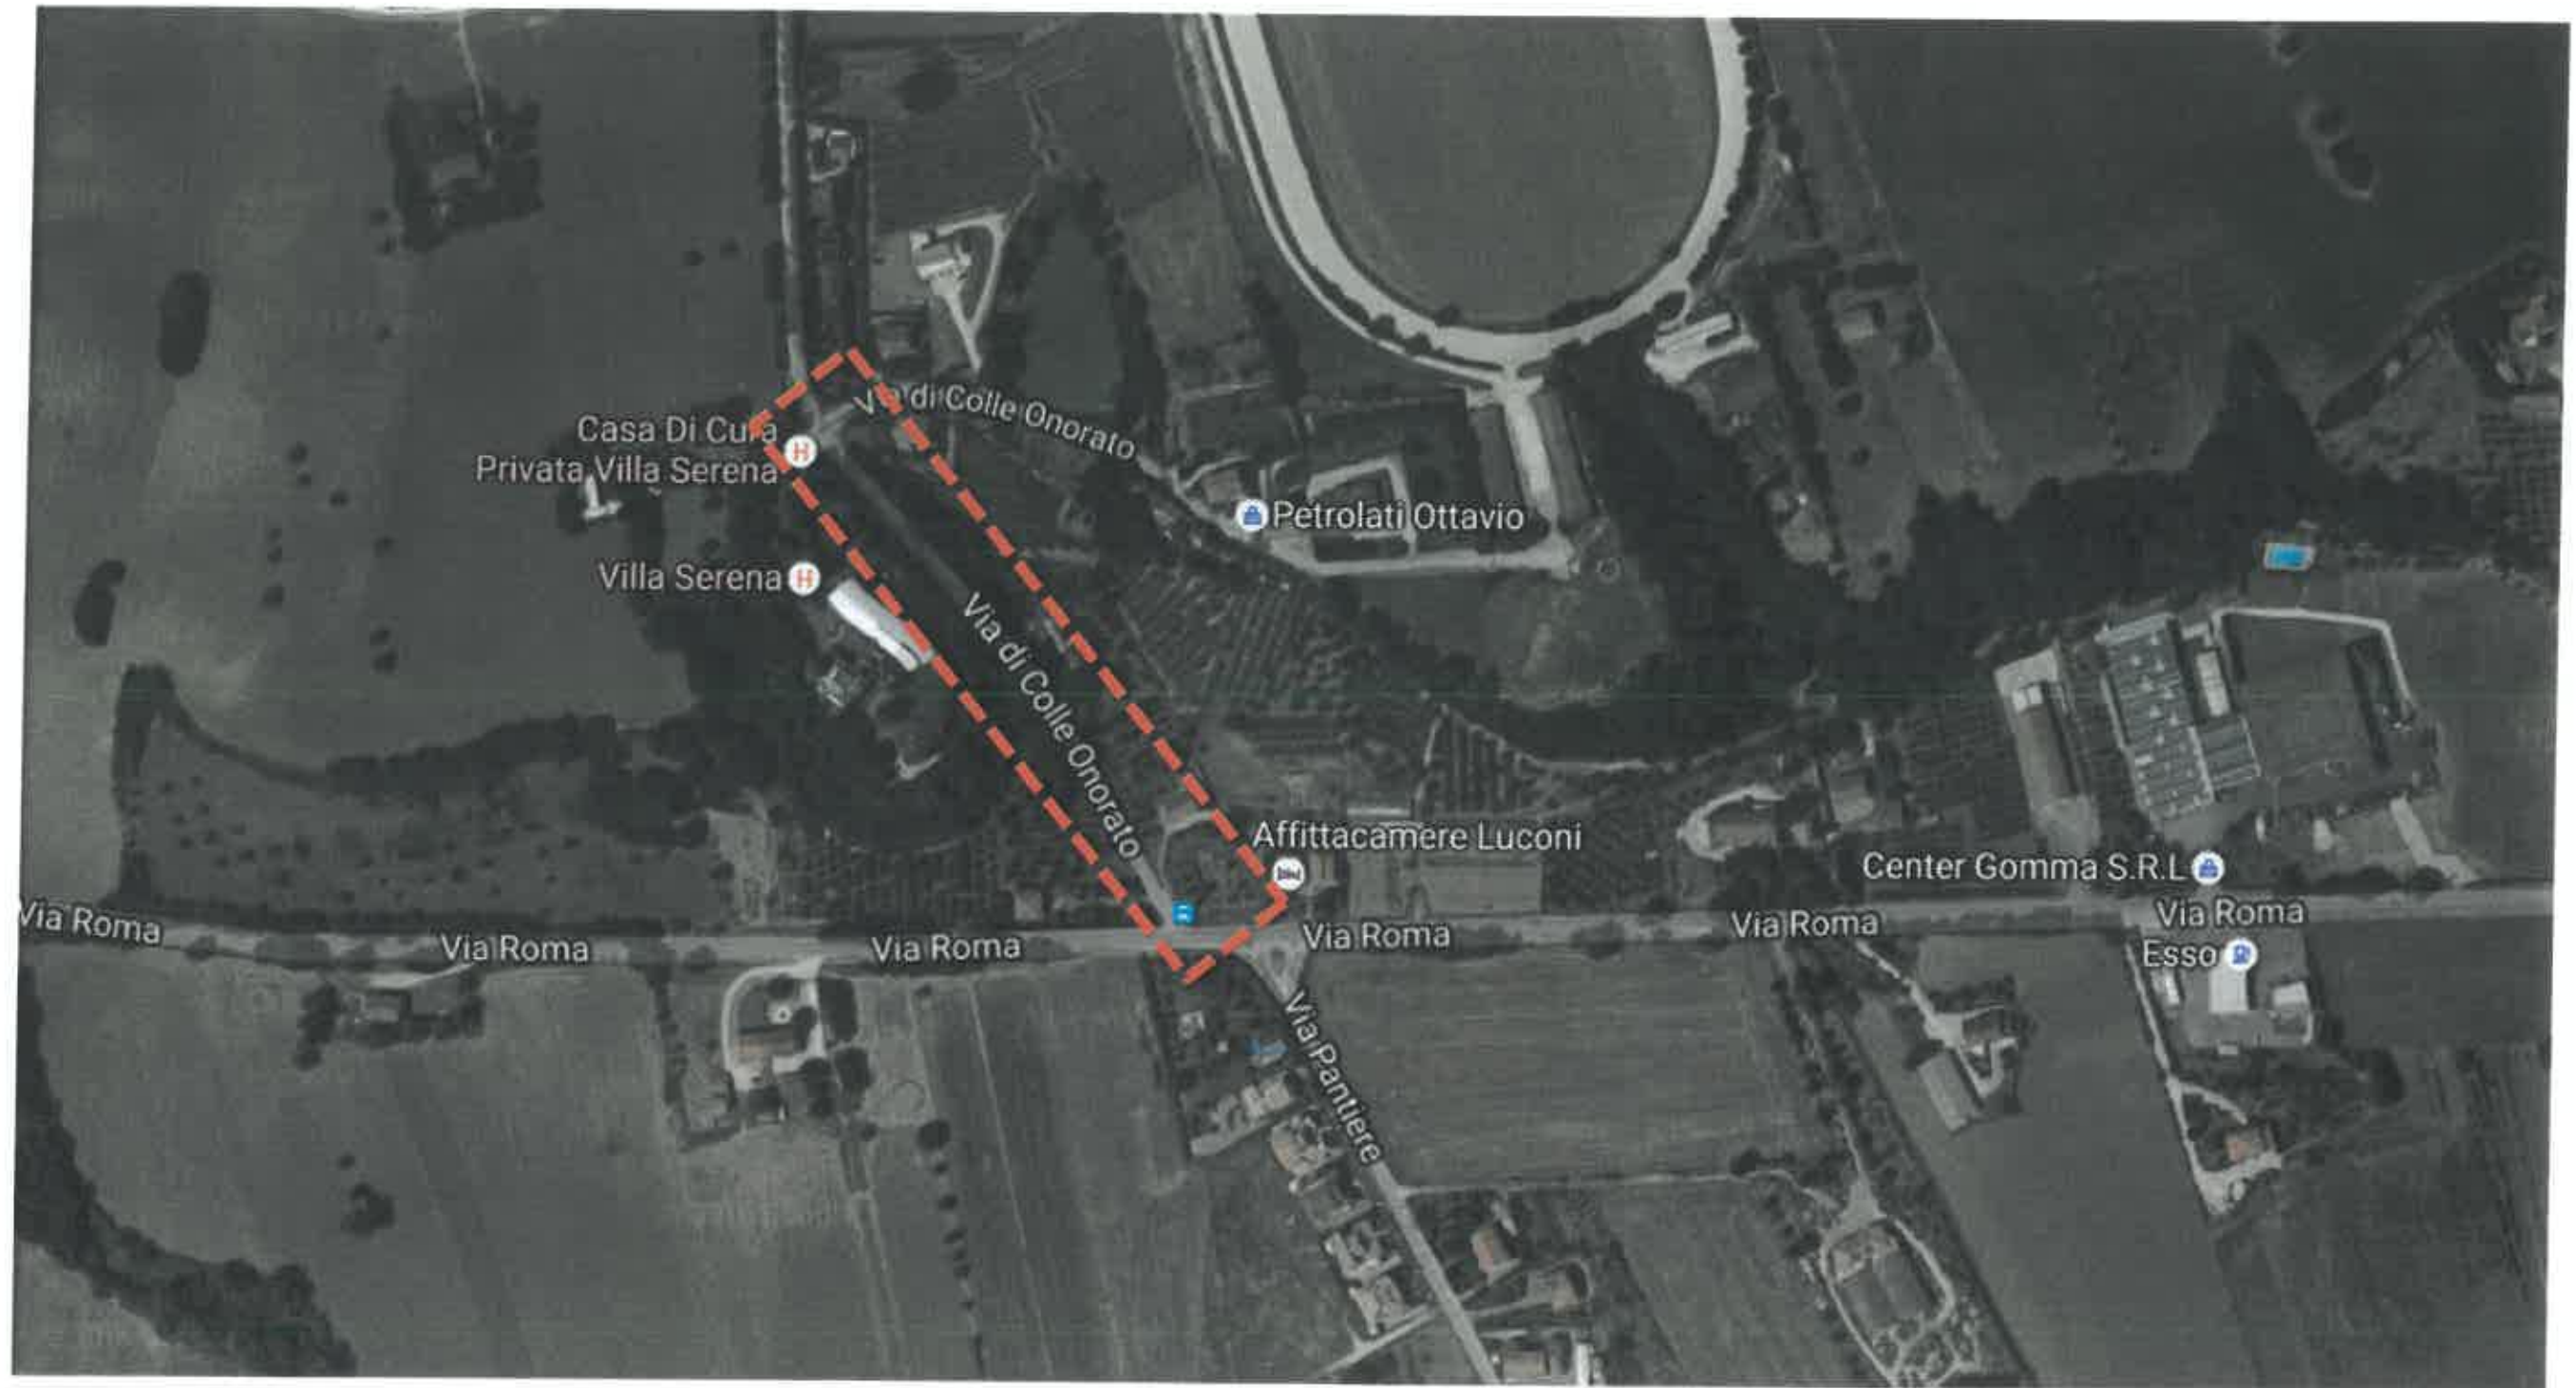 Via di Colle Onorato
Casa Di Cura
Privata Villa Serena
H
Petrolati Ottavio
Villa Serena
H
Via di Colle Onorato
Affittacamere Luconi
Center Gomma S.R.L
Via Roma
Via Roma
Via Roma
Via Roma
Via Roma
Via Roma
Esso
Via Pantiere